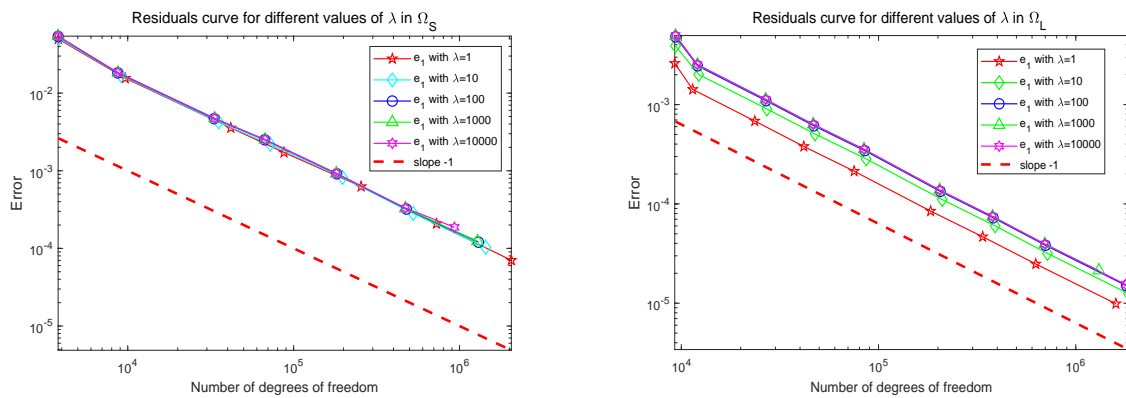 Residuals curve for different values of λ in Ω_S
10^-2
10^-3
10^-4
10^-5
Error
10^4
10^5
10^6
Number of degrees of freedom
e_1 with λ=1
e_1 with λ=10
e_1 with λ=100
e_1 with λ=1000
e_1 with λ=10000
slope -1
Residuals curve for different values of λ in Ω_L
10^-3
10^-4
10^-5
Error
10^4
10^5
10^6
Number of degrees of freedom
e_1 with λ=1
e_1 with λ=10
e_1 with λ=100
e_1 with λ=1000
e_1 with λ=10000
slope -1